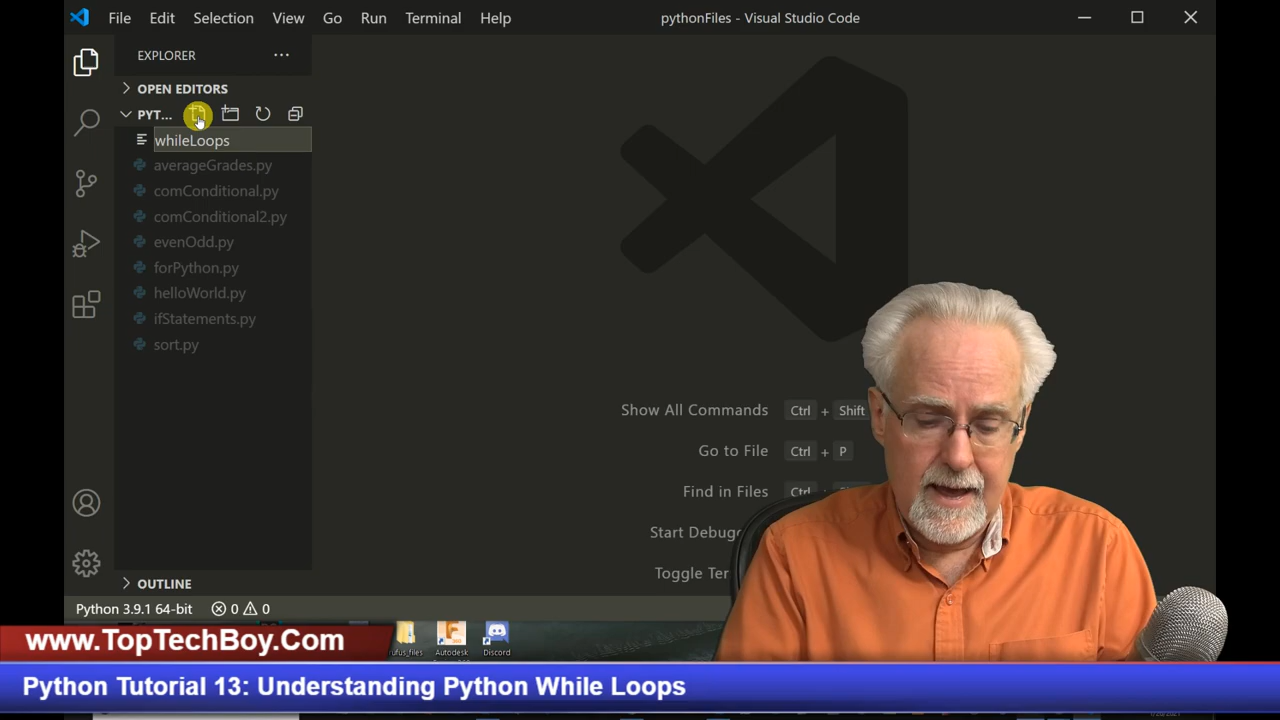 File Edit Selection View Go Run Terminal Help pythonFiles - Visual Studio Code
EXPLORER
OPEN EDITORS
PYT...
whileLoops
averageGrades.py
comConditional.py
comConditional2.py
evenOdd.py
forPython.py
helloWorld.py
ifStatements.py
sort.py
Show All Commands Ctrl + Shift
Go to File Ctrl + P
Find in Files Ctrl +
Start Debug
Toggle Ter
OUTLINE
Python 3.9.1 64-bit 0 0
Autodesk
Discord
www.TopTechBoy.Com
Python Tutorial 13: Understanding Python While Loops